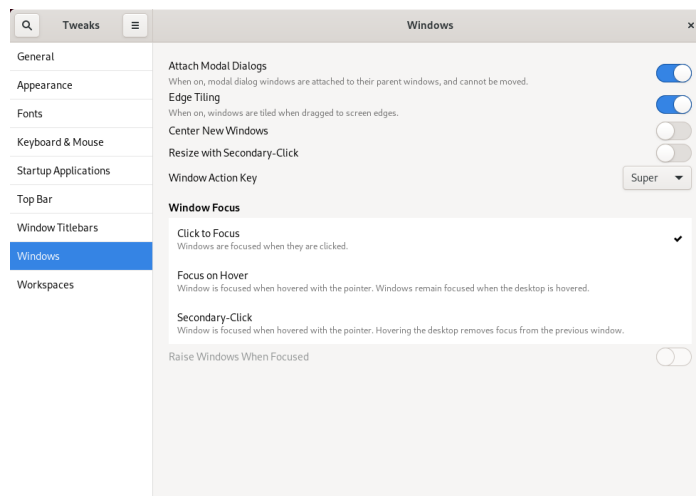 Tweaks
Windows
General
Appearance
Fonts
Keyboard & Mouse
Startup Applications
Top Bar
Window Titlebars
Windows
Workspaces
Attach Modal Dialogs
When on, modal dialog windows are attached to their parent windows, and cannot be moved.
Edge Tiling
When on, windows are tiled when dragged to screen edges.
Center New Windows
Resize with Secondary-Click
Window Action Key
Super
Window Focus
Click to Focus
Windows are focused when they are clicked.
Focus on Hover
Window is focused when hovered with the pointer. Windows remain focused when the desktop is hovered.
Secondary-Click
Window is focused when hovered with the pointer. Hovering the desktop removes focus from the previous window.
Raise Windows When Focused